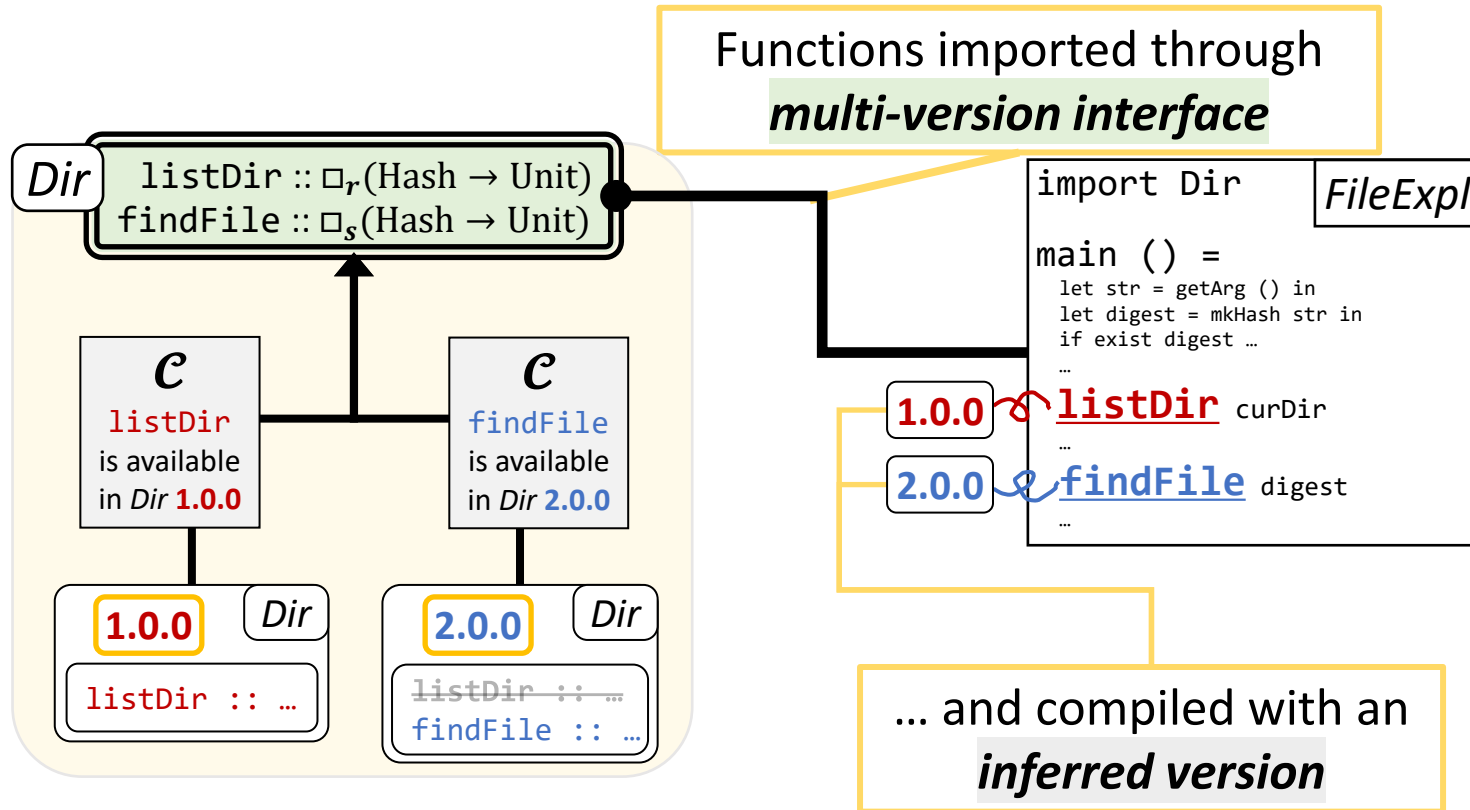 Functions imported through
multi-version interface
Dir
listDir :: □r(Hash → Unit)
findFile :: □s(Hash → Unit)
import Dir
FileExpl
main () =
let str = getArg () in
let digest = mkHash str in
if exist digest …
…
1.0.0 listDir curDir
…
2.0.0 findFile digest
…
𝓒
listDir
is available
in Dir 1.0.0
𝓒
findFile
is available
in Dir 2.0.0
1.0.0
Dir
listDir :: …
2.0.0
Dir
listDir :: …
findFile :: …
… and compiled with an
inferred version